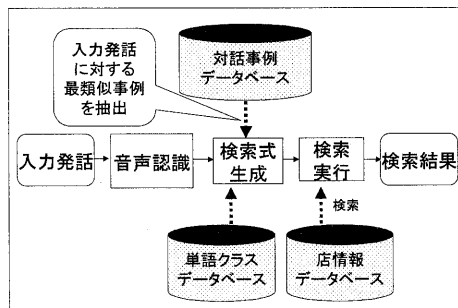 入力発話
に対する
最類似事例
を抽出
対話事例
データベース
入力発話
音声認識
検索式
生成
検索
実行
検索結果
検索
単語クラス
データベース
店情報
データベース